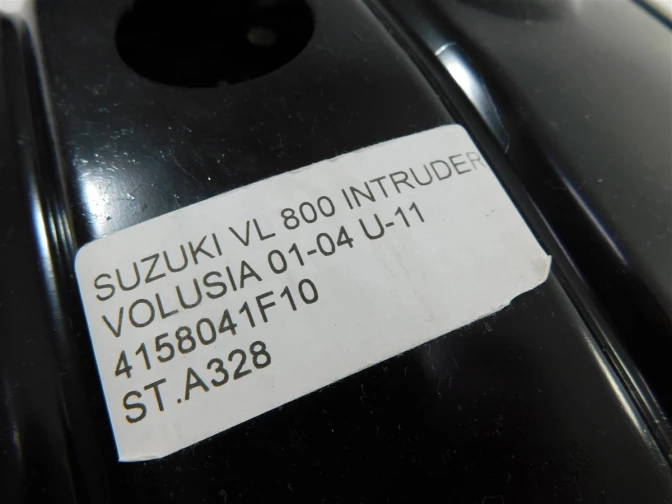 SUZUKI VL 800 INTRUDER
VOLUSIA 01-04 U-11
4158041F10
ST.A328